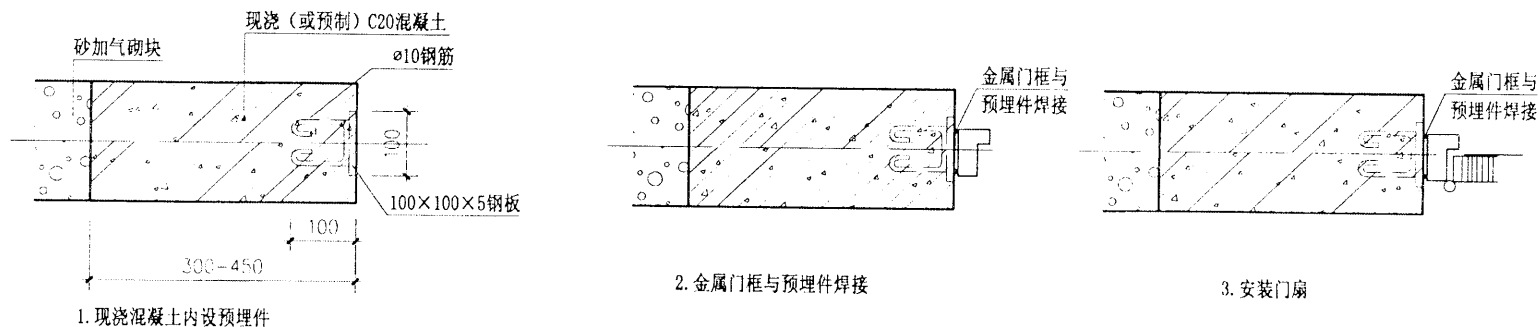 现浇（或预制）C20混凝土
砂加气砌块
ø10钢筋
100
100×100×5钢板
100
300-450
1.现浇混凝土内设预埋件
金属门框与
预埋件焊接
2.金属门框与预埋件焊接
金属门框与
预埋件焊接
3.安装门扇